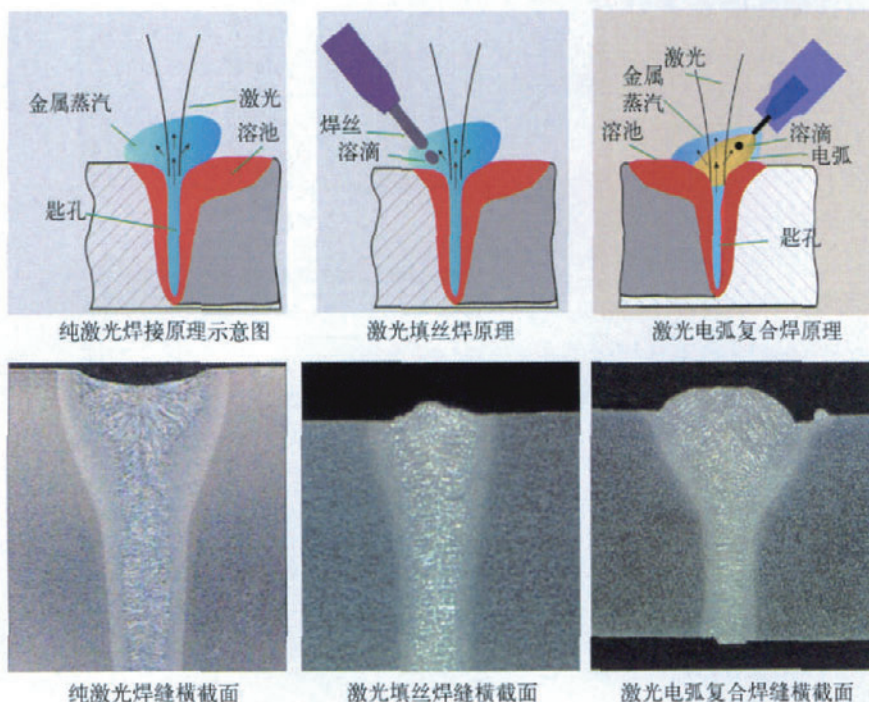 金属蒸汽
激光
溶池
匙孔
纯激光焊接原理示意图
焊丝
溶滴
激光填丝焊原理
激光
金属
蒸汽
溶池
溶滴
电弧
匙孔
激光电弧复合焊原理
纯激光焊缝横截面
激光填丝焊缝横截面
激光电弧复合焊缝横截面